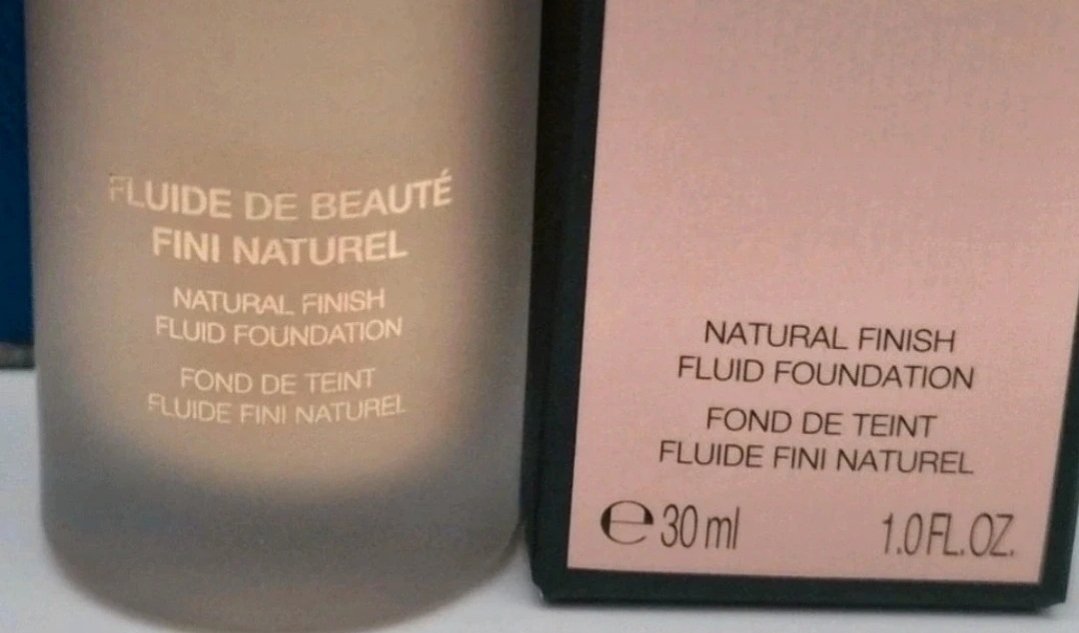 FLUIDE DE BEAUTÉ
FINI NATUREL
NATURAL FINISH
FLUID FOUNDATION
FOND DE TEINT
FLUIDE FINI NATUREL
NATURAL FINISH
FLUID FOUNDATION
FOND DE TEINT
FLUIDE FINI NATUREL
℮ 30 ml 1.0 FL. OZ.